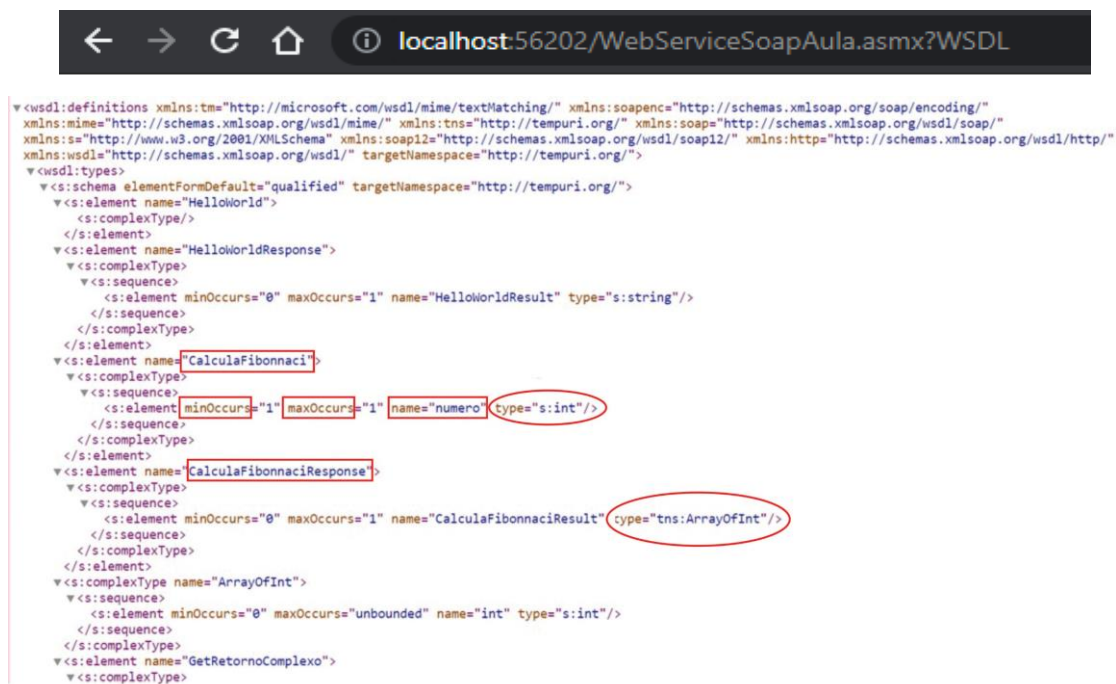 localhost:56202/WebServiceSoapAula.asmx?WSDL
<wsdl:definitions xmlns:tm="http://microsoft.com/wsdl/mime/textMatching/" xmlns:soapenc="http://schemas.xmlsoap.org/soap/encoding/"
xmlns:mime="http://schemas.xmlsoap.org/wsdl/mime/" xmlns:tns="http://tempuri.org/" xmlns:soap="http://schemas.xmlsoap.org/wsdl/soap/"
xmlns:s="http://www.w3.org/2001/XMLSchema" xmlns:soap12="http://schemas.xmlsoap.org/wsdl/soap12/" xmlns:http="http://schemas.xmlsoap.org/wsdl/http/"
xmlns:wsdl="http://schemas.xmlsoap.org/wsdl/" targetNamespace="http://tempuri.org/">
<wsdl:types>
<s:schema elementFormDefault="qualified" targetNamespace="http://tempuri.org/">
<s:element name="HelloWorld">
<s:complexType/>
</s:element>
<s:element name="HelloWorldResponse">
<s:complexType>
<s:sequence>
<s:element minOccurs="0" maxOccurs="1" name="HelloWorldResult" type="s:string"/>
</s:sequence>
</s:complexType>
</s:element>
<s:element name="CalculaFibonnaci">
<s:complexType>
<s:sequence>
<s:element minOccurs="1" maxOccurs="1" name="numero" type="s:int"/>
</s:sequence>
</s:complexType>
</s:element>
<s:element name="CalculaFibonnaciResponse">
<s:complexType>
<s:sequence>
<s:element minOccurs="0" maxOccurs="1" name="CalculaFibonnaciResult" type="tns:ArrayOfInt"/>
</s:sequence>
</s:complexType>
</s:element>
<s:complexType name="ArrayOfInt">
<s:sequence>
<s:element minOccurs="0" maxOccurs="unbounded" name="int" type="s:int"/>
</s:sequence>
</s:complexType>
<s:element name="GetRetornoComplexo">
<s:complexType>